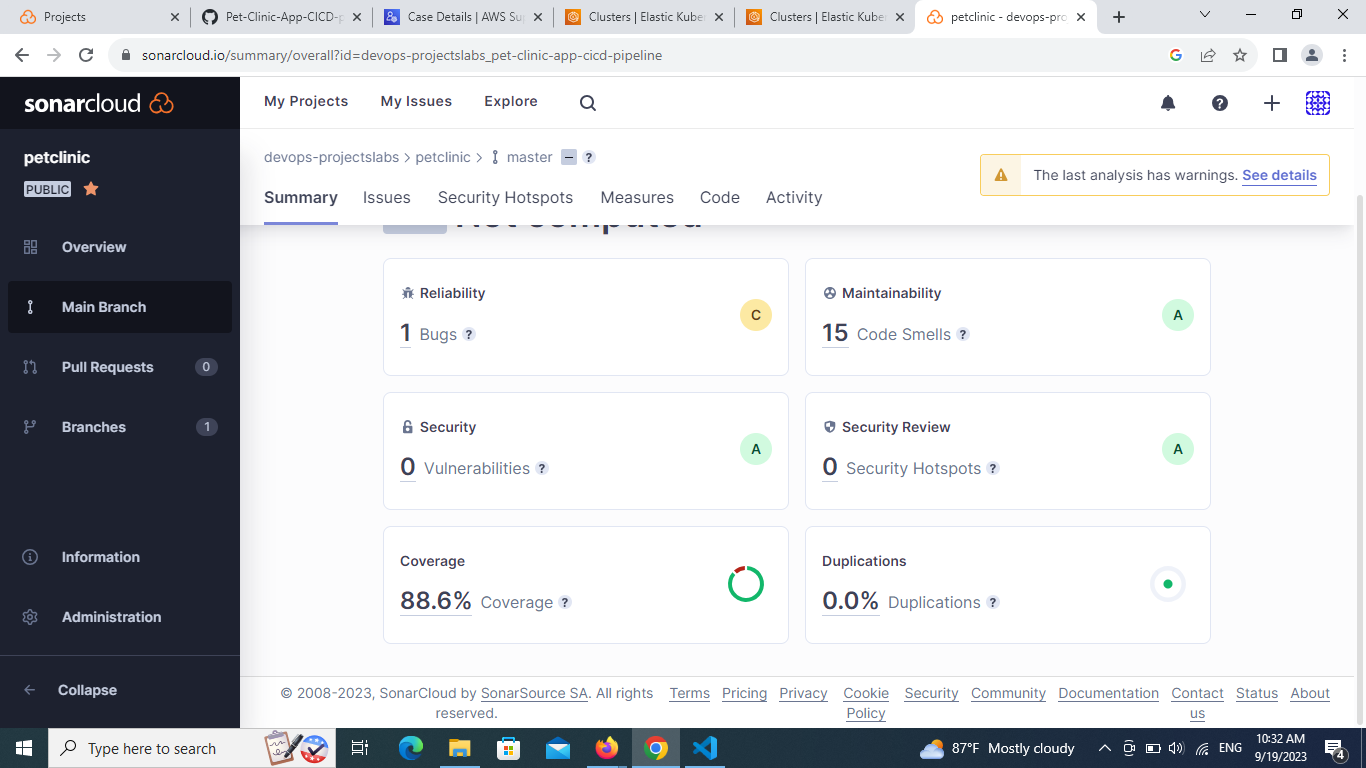 Projects
Pet-Clinic-App-CICD-p
Case Details | AWS Sup
Clusters | Elastic Kuber
Clusters | Elastic Kuber
petclinic - devops-pro
sonarcloud.io/summary/overall?id=devops-projectslabs_pet-clinic-app-cicd-pipeline
sonarcloud
My Projects My Issues Explore
petclinic
PUBLIC
Overview
Main Branch
Pull Requests 0
Branches 1
Information
Administration
Collapse
devops-projectslabs petclinic master ?
The last analysis has warnings. See details
Summary Issues Security Hotspots Measures Code Activity
Not computed
Reliability
1 Bugs ?
C
Maintainability
15 Code Smells ?
A
Security
0 Vulnerabilities ?
A
Security Review
0 Security Hotspots ?
A
Coverage
88.6% Coverage ?
Duplications
0.0% Duplications ?
© 2008-2023, SonarCloud by SonarSource SA. All rights
reserved.
Terms Pricing Privacy Cookie
Policy
Security Community Documentation Contact
us
Status About
Type here to search
87°F Mostly cloudy
ENG
10:32 AM
9/19/2023
4